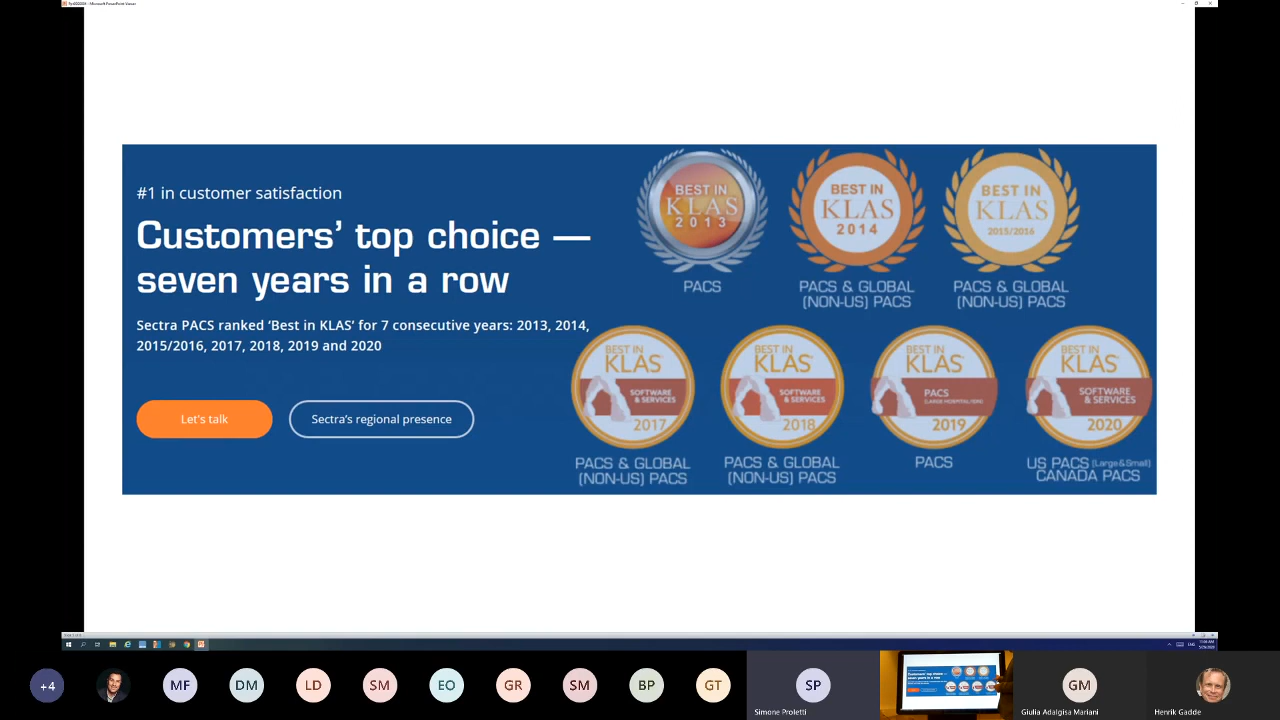 #1 in customer satisfaction
Customers' top choice —
seven years in a row
Sectra PACS ranked 'Best in KLAS' for 7 consecutive years: 2013, 2014,
2015/2016, 2017, 2018, 2019 and 2020
Let's talk
Sectra's regional presence
BEST IN
KLAS
2013
PACS
BEST IN
KLAS
2014
PACS & GLOBAL
(NON-US) PACS
BEST IN
KLAS
2015/2016
PACS & GLOBAL
(NON-US) PACS
BEST IN
KLAS
SOFTWARE
& SERVICES
2017
PACS & GLOBAL
(NON-US) PACS
BEST IN
KLAS
SOFTWARE
& SERVICES
2018
PACS & GLOBAL
(NON-US) PACS
BEST IN
KLAS
PACS
(LARGE HOSPITAL/IDN)
2019
PACS
BEST IN
KLAS
SOFTWARE
& SERVICES
2020
US PACS (Large & Small)
CANADA PACS
+4
MF
DM
LD
SM
EO
GR
SM
BP
GT
SP
Simone Proletti
GM
Giulia Adalgisa Mariani
Henrik Gadde